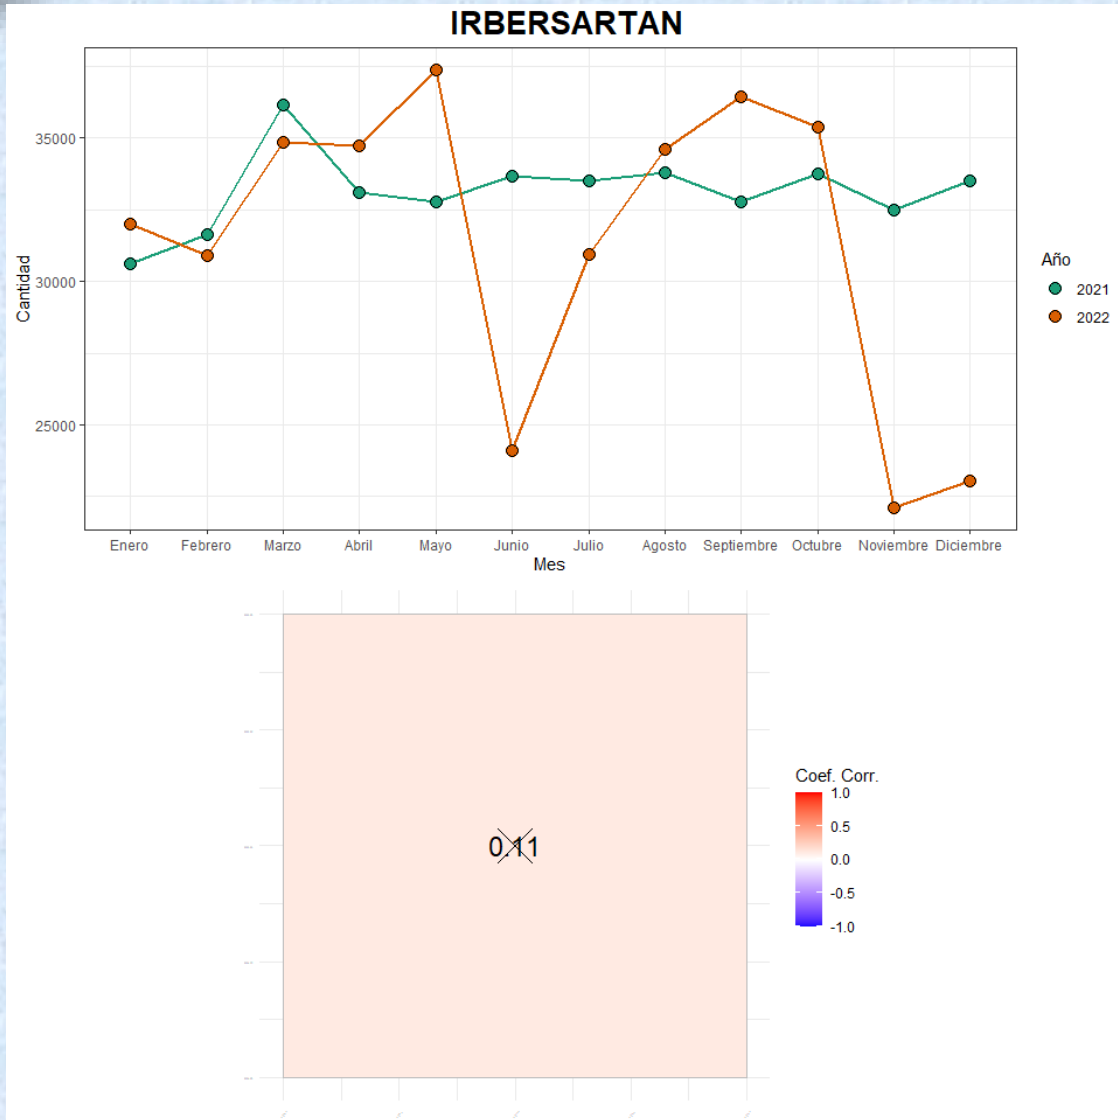 IRBERSARTAN
35000
30000
25000
Cantidad
Enero Febrero Marzo Abril Mayo Junio Julio Agosto Septiembre Octubre Noviembre Diciembre
Mes
Año
2021
2022
0.11
Coef. Corr.
1.0
0.5
0.0
-0.5
-1.0